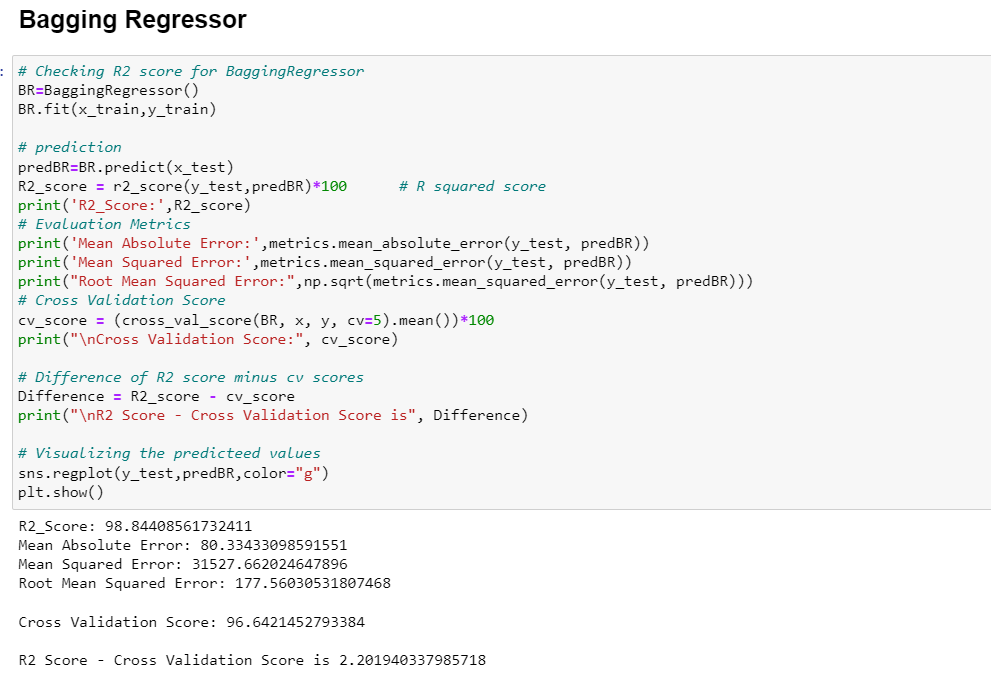 Bagging Regressor
:
# Checking R2 score for BaggingRegressor
BR=BaggingRegressor()
BR.fit(x_train,y_train)
# prediction
predBR=BR.predict(x_test)
R2_score = r2_score(y_test,predBR)*100      # R squared score
print('R2_Score:',R2_score)
# Evaluation Metrics
print('Mean Absolute Error:',metrics.mean_absolute_error(y_test, predBR))
print('Mean Squared Error:',metrics.mean_squared_error(y_test, predBR))
print("Root Mean Squared Error:",np.sqrt(metrics.mean_squared_error(y_test, predBR)))
# Cross Validation Score
cv_score = (cross_val_score(BR, x, y, cv=5).mean())*100
print("\nCross Validation Score:", cv_score)
# Difference of R2 score minus cv scores
Difference = R2_score - cv_score
print("\nR2 Score - Cross Validation Score is", Difference)
# Visualizing the predicteed values
sns.regplot(y_test,predBR,color="g")
plt.show()
R2_Score: 98.84408561732411
Mean Absolute Error: 80.33433098591551
Mean Squared Error: 31527.662024647896
Root Mean Squared Error: 177.56030531807468
Cross Validation Score: 96.6421452793384
R2 Score - Cross Validation Score is 2.201940337985718